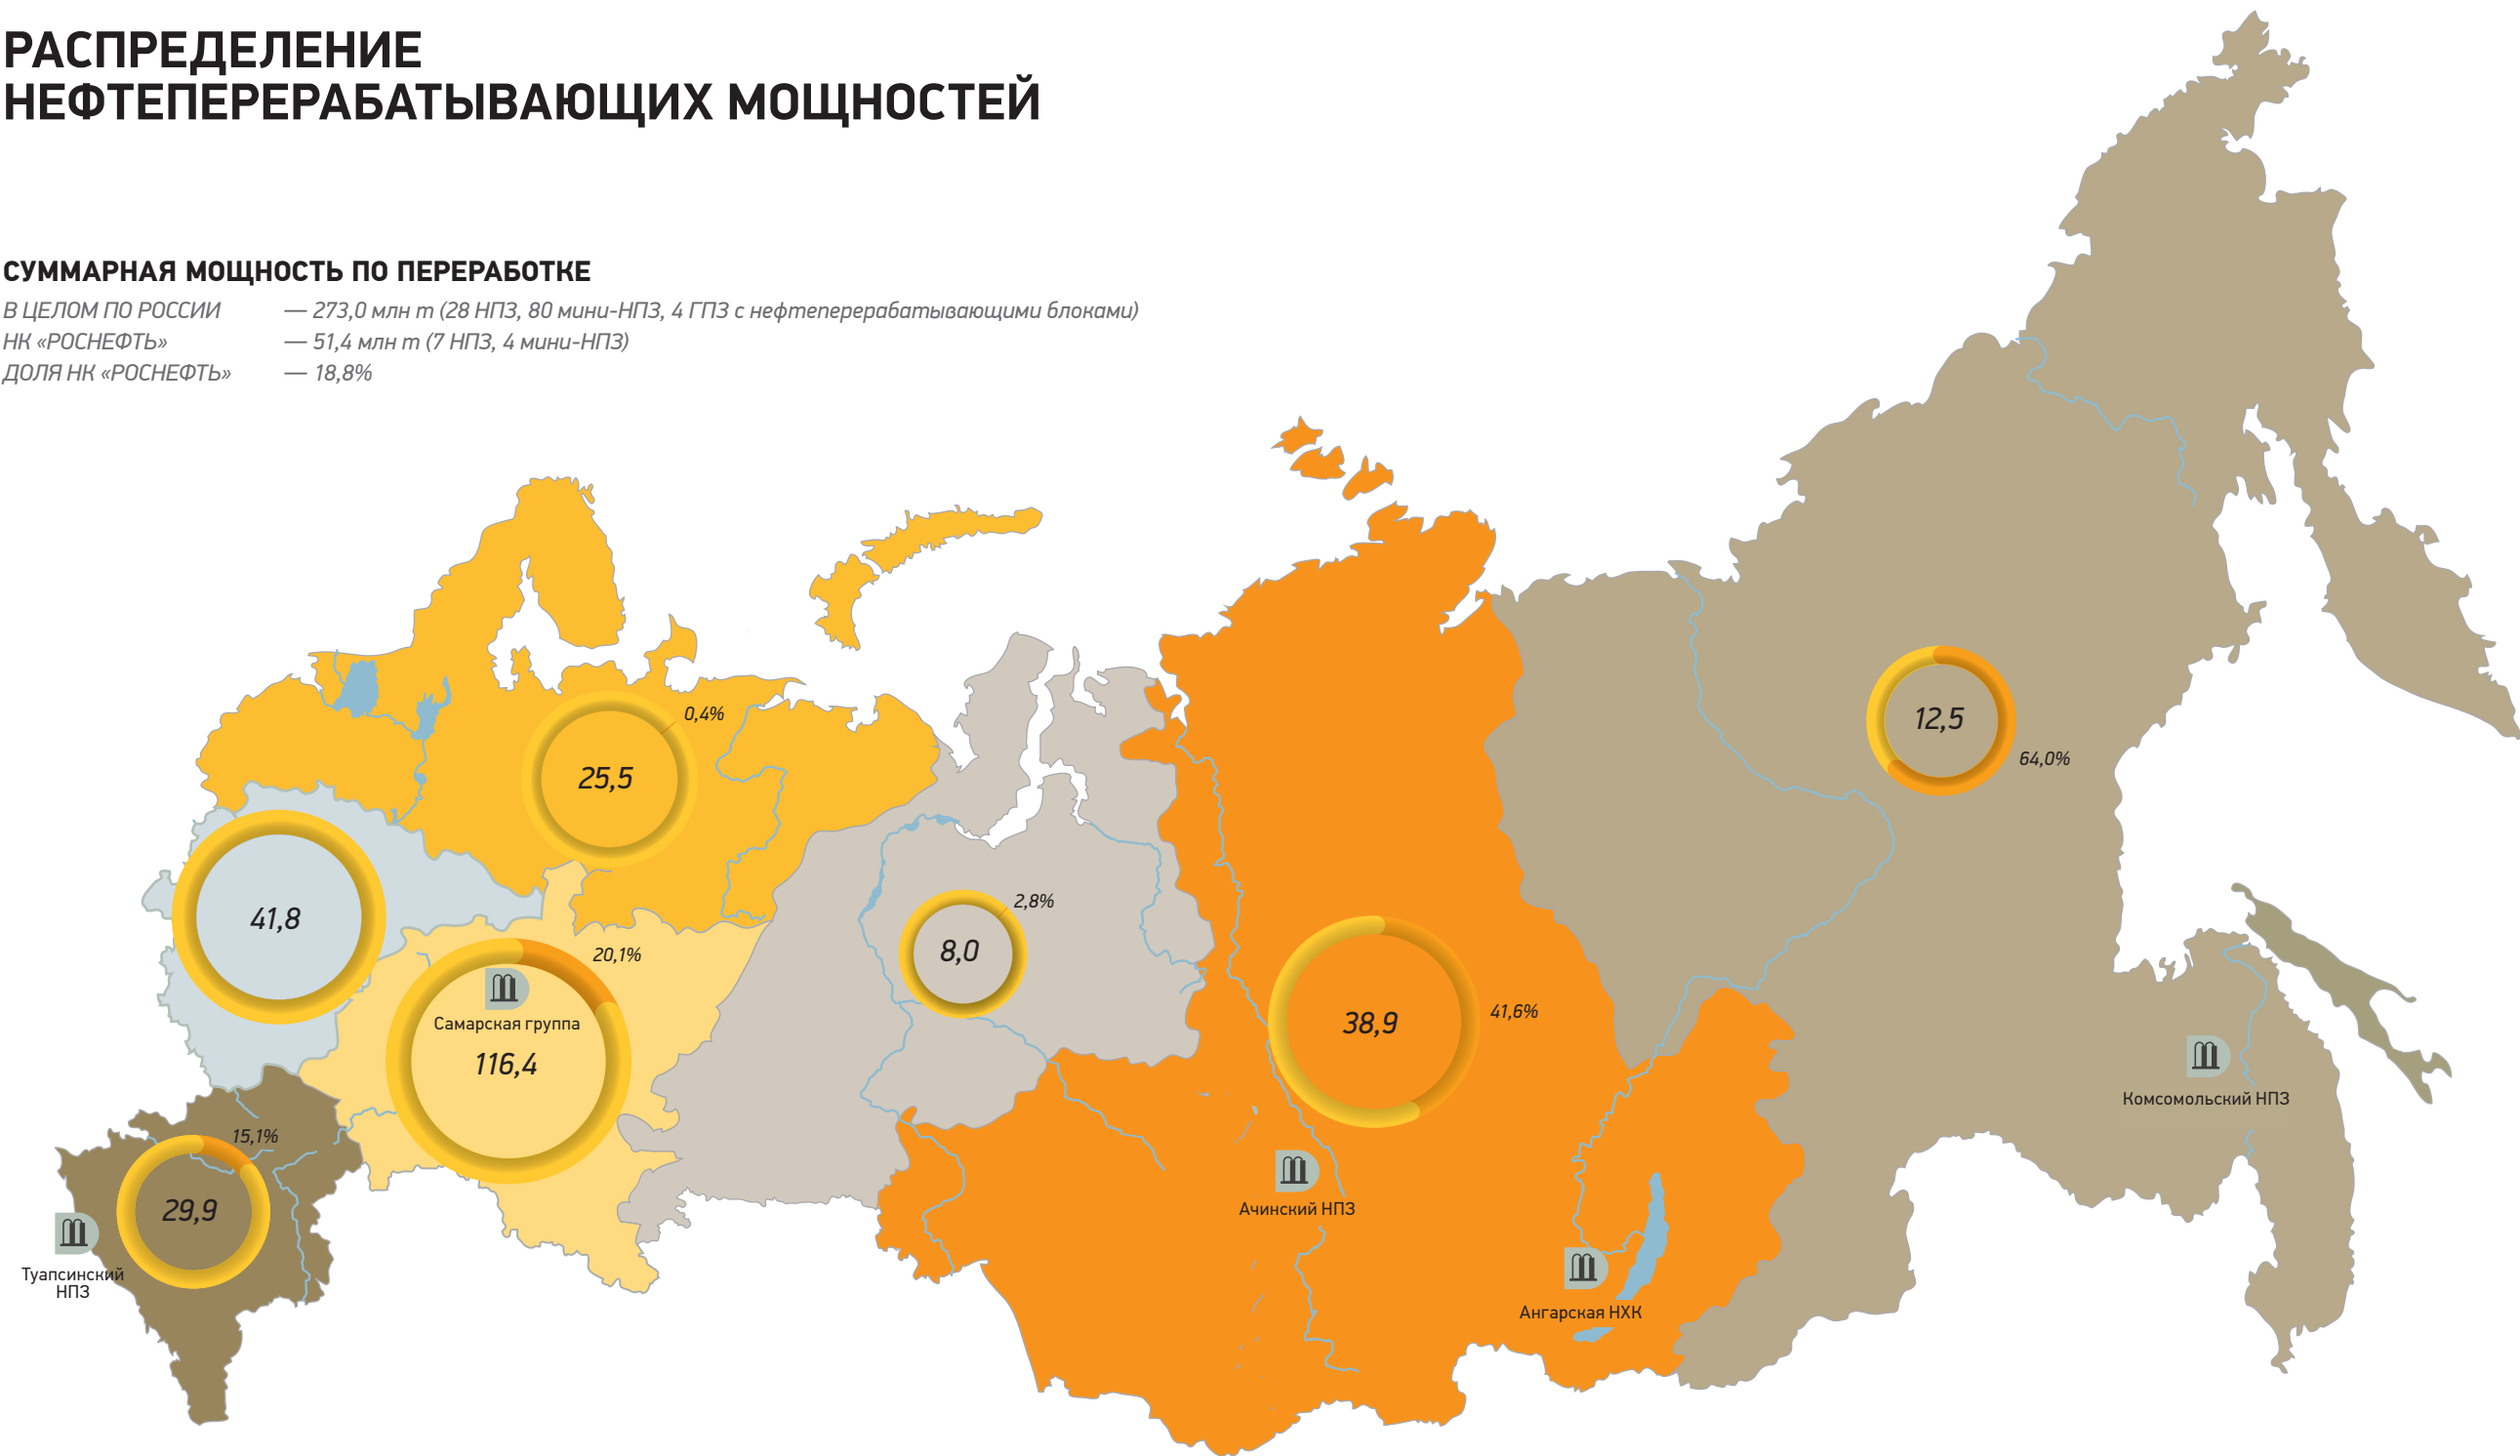 РАСПРЕДЕЛЕНИЕ
НЕФТЕПЕРЕРАБАТЫВАЮЩИХ МОЩНОСТЕЙ
СУММАРНАЯ МОЩНОСТЬ ПО ПЕРЕРАБОТКЕ
В ЦЕЛОМ ПО РОССИИ — 273,0 млн т (28 НПЗ, 80 мини-НПЗ, 4 ГПЗ с нефтеперерабатывающими блоками)
НК «РОСНЕФТЬ» — 51,4 млн т (7 НПЗ, 4 мини-НПЗ)
ДОЛЯ НК «РОСНЕФТЬ» — 18,8%
0,4%
25,5
12,5
64,0%
41,8
2,8%
8,0
20,1%
Самарская группа
116,4
38,9
41,6%
Комсомольский НПЗ
15,1%
29,9
Туапсинский
НПЗ
Ачинский НПЗ
Ангарская НХК